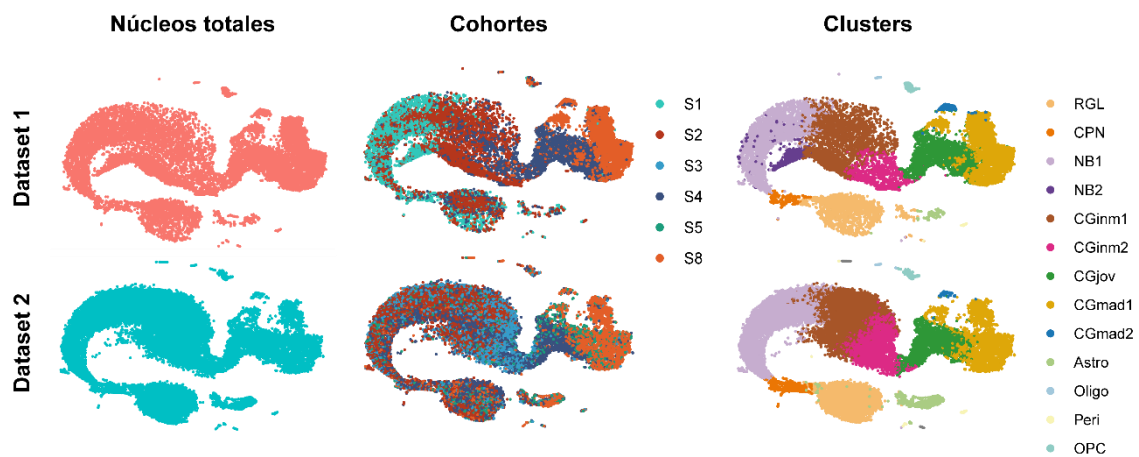 Núcleos totales
Cohortes
Clusters
Dataset 1
S1
S2
S3
S4
S5
S8
RGL
CPN
NB1
NB2
CGinm1
CGinm2
CGjov
CGmad1
CGmad2
Astro
Oligo
Peri
OPC
Dataset 2